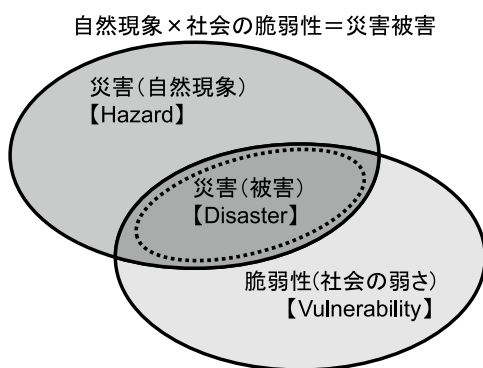 自然現象×社会の脆弱性＝災害被害
災害（自然現象）
【Hazard】
災害（被害）
【Disaster】
脆弱性（社会の弱さ）
【Vulnerability】